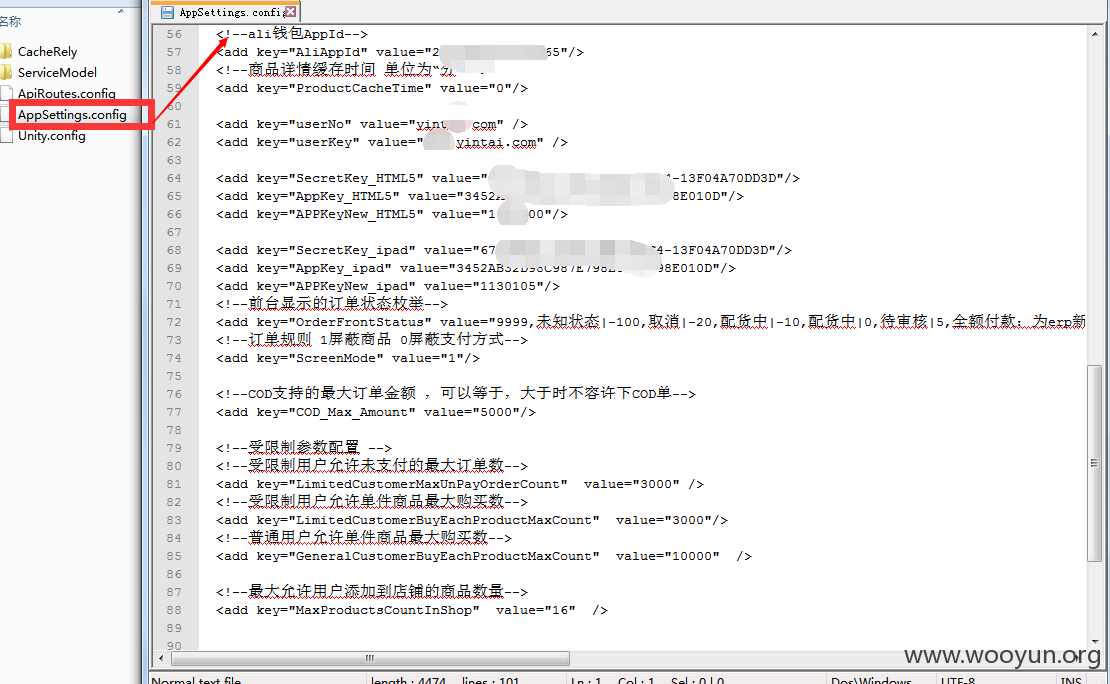 名称
CacheRely
ServiceModel
ApiRoutes.config
AppSettings.config
Unity.config
AppSettings.config
56 <!--ali钱包AppId-->
57 <add key="AliAppId" value="2 65"/>
58 <!--商品详情缓存时间 单位为"分
59 <add key="ProductCacheTime" value="0"/>
60
61 <add key="userNo" value="yint com" />
62 <add key="userKey" value=" yintai.com" />
63
64 <add key="SecretKey_HTML5" value=" -13F04A70DD3D"/>
65 <add key="AppKey_HTML5" value="3452 8E010D"/>
66 <add key="APPKeyNew_HTML5" value="1 00"/>
67
68 <add key="SecretKey_ipad" value="67 4-13F04A70DD3D"/>
69 <add key="AppKey_ipad" value="3452AB32D98C987E798E 98E010D"/>
70 <add key="APPKeyNew_ipad" value="1130105"/>
71 <!--前台显示的订单状态枚举-->
72 <add key="OrderFrontStatus" value="9999,未知状态|-100,取消|-20,配货中|-10,配货中|0,待审核|5,全额付款：为erp新
73 <!--订单规则 1屏蔽商品 0屏蔽支付方式-->
74 <add key="ScreenMode" value="1"/>
75
76 <!--COD支持的最大订单金额 ，可以等于，大于时不容许下COD单-->
77 <add key="COD_Max_Amount" value="5000"/>
78
79 <!--受限制参数配置 -->
80 <!--受限制用户允许未支付的最大订单数-->
81 <add key="LimitedCustomerMaxUnPayOrderCount"  value="3000" />
82 <!--受限制用户允许单件商品最大购买数-->
83 <add key="LimitedCustomerBuyEachProductMaxCount"  value="3000"/>
84 <!--普通用户允许单件商品最大购买数-->
85 <add key="GeneralCustomerBuyEachProductMaxCount"  value="10000"  />
86
87 <!--最大允许用户添加到店铺的商品数量-->
88 <add key="MaxProductsCountInShop"  value="16"  />
89
90
www.wooyun.org
Normal text file length : 4474 lines : 101 Ln : 1 Col : 1 Sel : 0 | 0 Dos\Windows UTF-8 INS